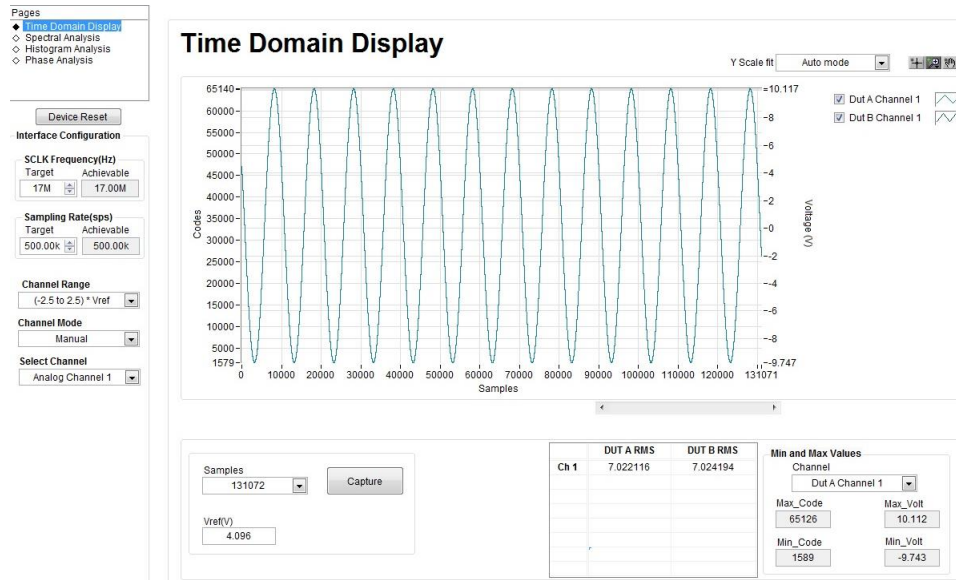 Pages
Time Domain Display
Spectral Analysis
Histogram Analysis
Phase Analysis
Device Reset
Interface Configuration
SCLK Frequency(Hz)
Target Achievable
17M 17.00M
Sampling Rate(sps)
Target Achievable
500.00k 500.00k
Channel Range
(-2.5 to 2.5) * Vref
Channel Mode
Manual
Select Channel
Analog Channel 1
Time Domain Display
Y Scale fit Auto mode
Dut A Channel 1
Dut B Channel 1
Codes
65140
60000
55000
50000
45000
40000
35000
30000
25000
20000
15000
10000
5000
1579
10.117
8
6
4
2
0
-2
-4
-6
-8
-9.747
Voltage (V)
0 10000 20000 30000 40000 50000 60000 70000 80000 90000 100000 110000 120000 131071
Samples
Samples
131072
Capture
Vref(V)
4.096
DUT A RMS DUT B RMS
Ch 1 7.022116 7.024194
Min and Max Values
Channel
Dut A Channel 1
Max_Code Max_Volt
65126 10.112
Min_Code Min_Volt
1589 -9.743